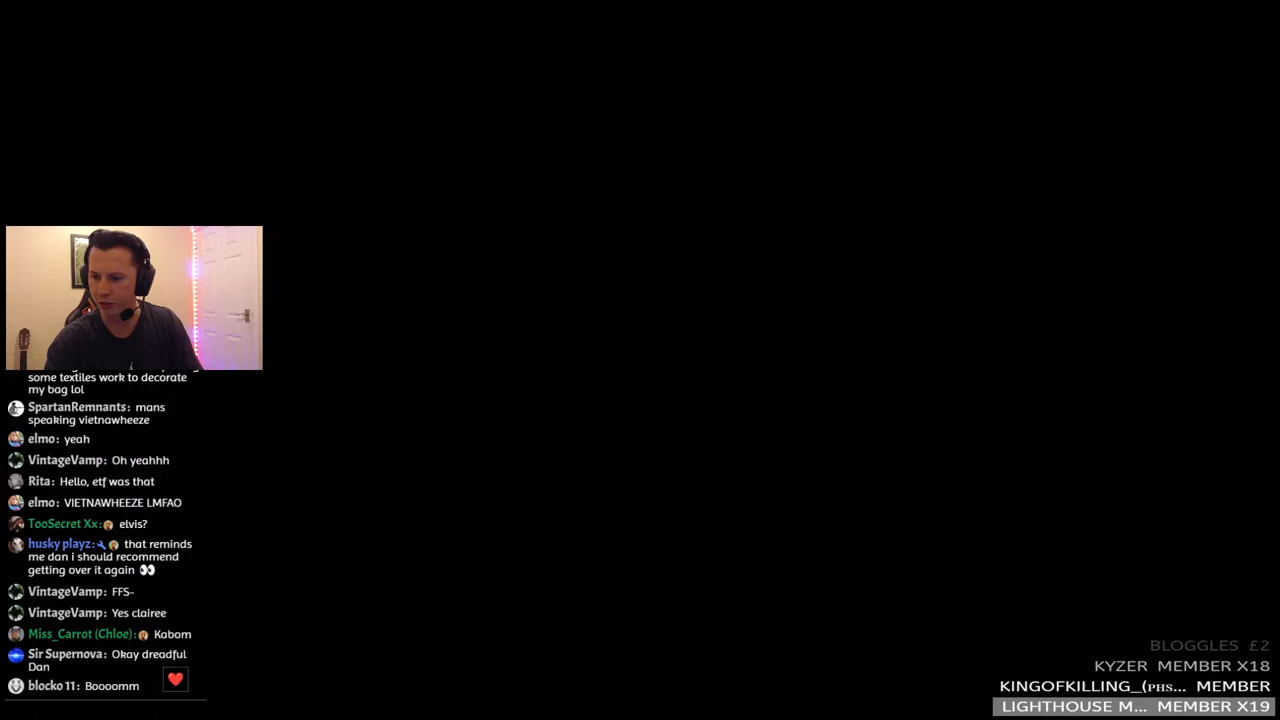 some textiles work to decorate
my bag lol
SpartanRemnants: mans
speaking vietnawheeze
elmo: yeah
VintageVamp: Oh yeahhh
Rita: Hello, etf was that
elmo: VIETNAWHEEZE LMFAO
TooSecret Xx: elvis?
husky playz: that reminds
me dan i should recommend
getting over it again 👀
VintageVamp: FFS-
VintageVamp: Yes clairee
Miss_Carrot (Chloe): Kabom
Sir Supernova: Okay dreadful
Dan
blocko 11: Boooomm
BLOGGLES £2
KYZER MEMBER X18
KINGOFKILLING_(PHS... MEMBER
LIGHTHOUSE M... MEMBER X19